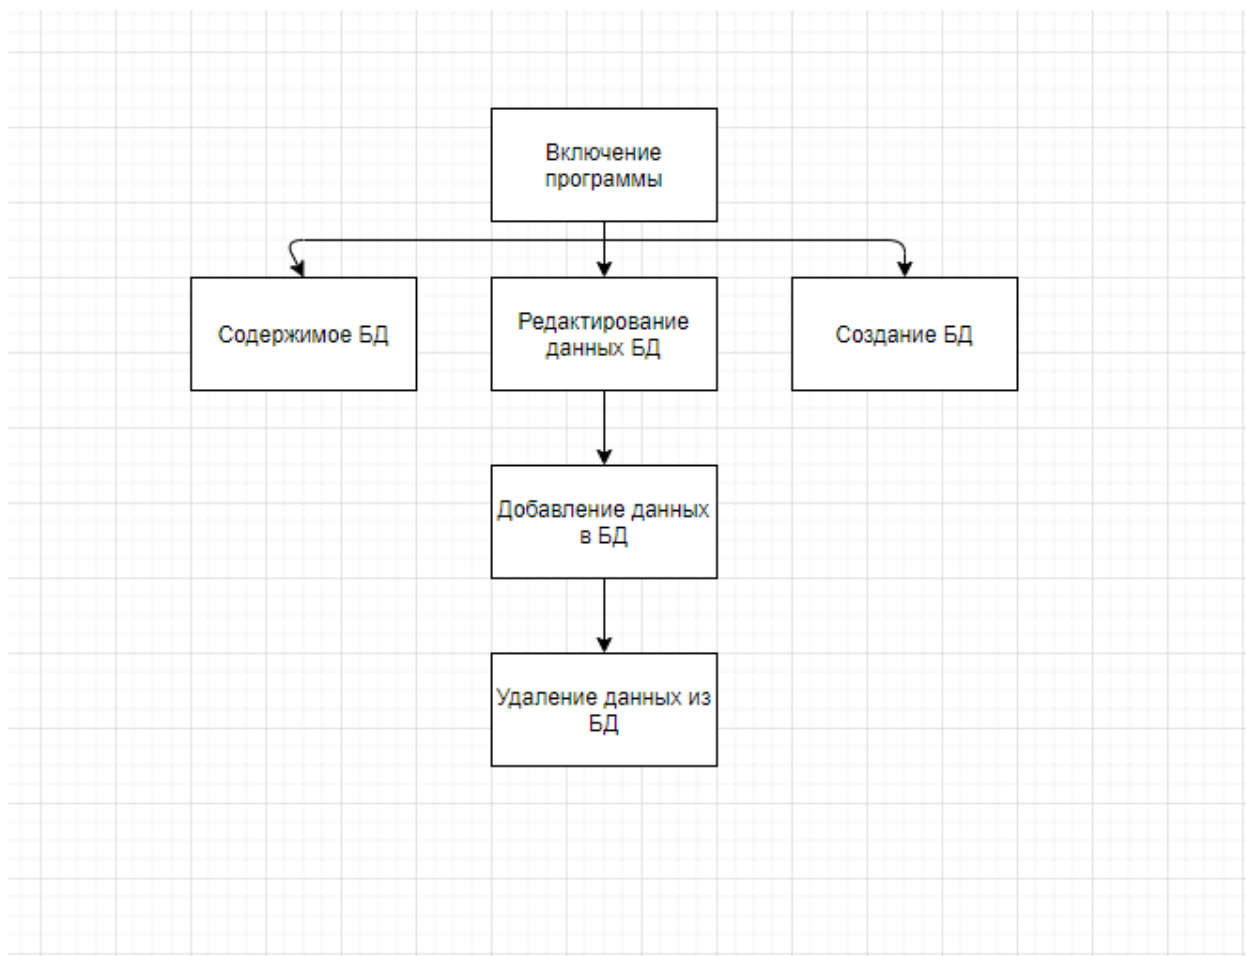 Включение
программы
Содержимое БД
Редактирование
данных БД
Создание БД
Добавление данных
в БД
Удаление данных из
БД